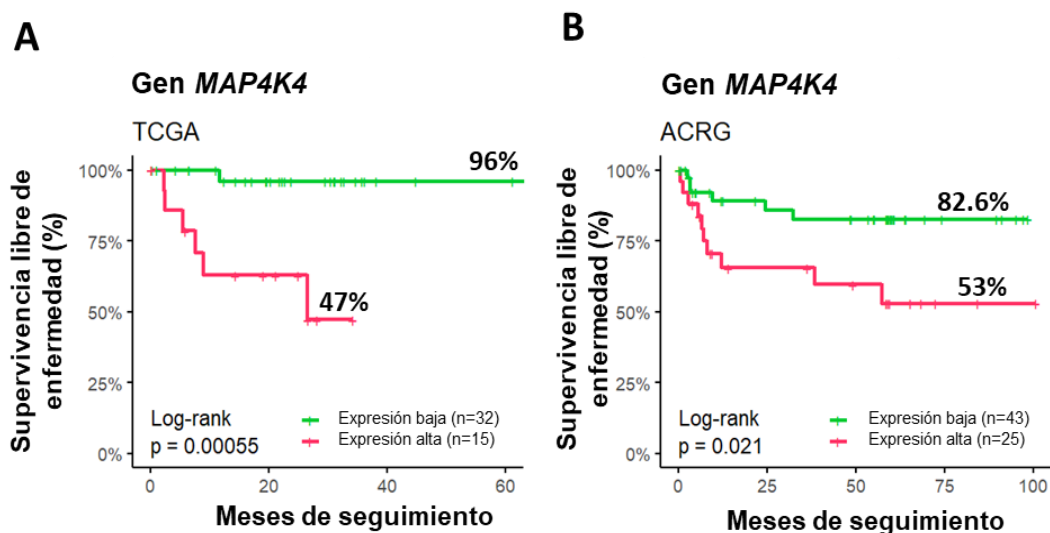 A
Gen MAP4K4
TCGA
Supervivencia libre de
enfermedad (%)
100%
75%
50%
25%
0%
96%
47%
Log-rank
p = 0.00055
Expresión baja (n=32)
Expresión alta (n=15)
0
20
40
60
Meses de seguimiento
B
Gen MAP4K4
ACRG
Supervivencia libre de
enfermedad (%)
100%
75%
50%
25%
0%
82.6%
53%
Log-rank
p = 0.021
Expresión baja (n=43)
Expresión alta (n=25)
0
25
50
75
100
Meses de seguimiento